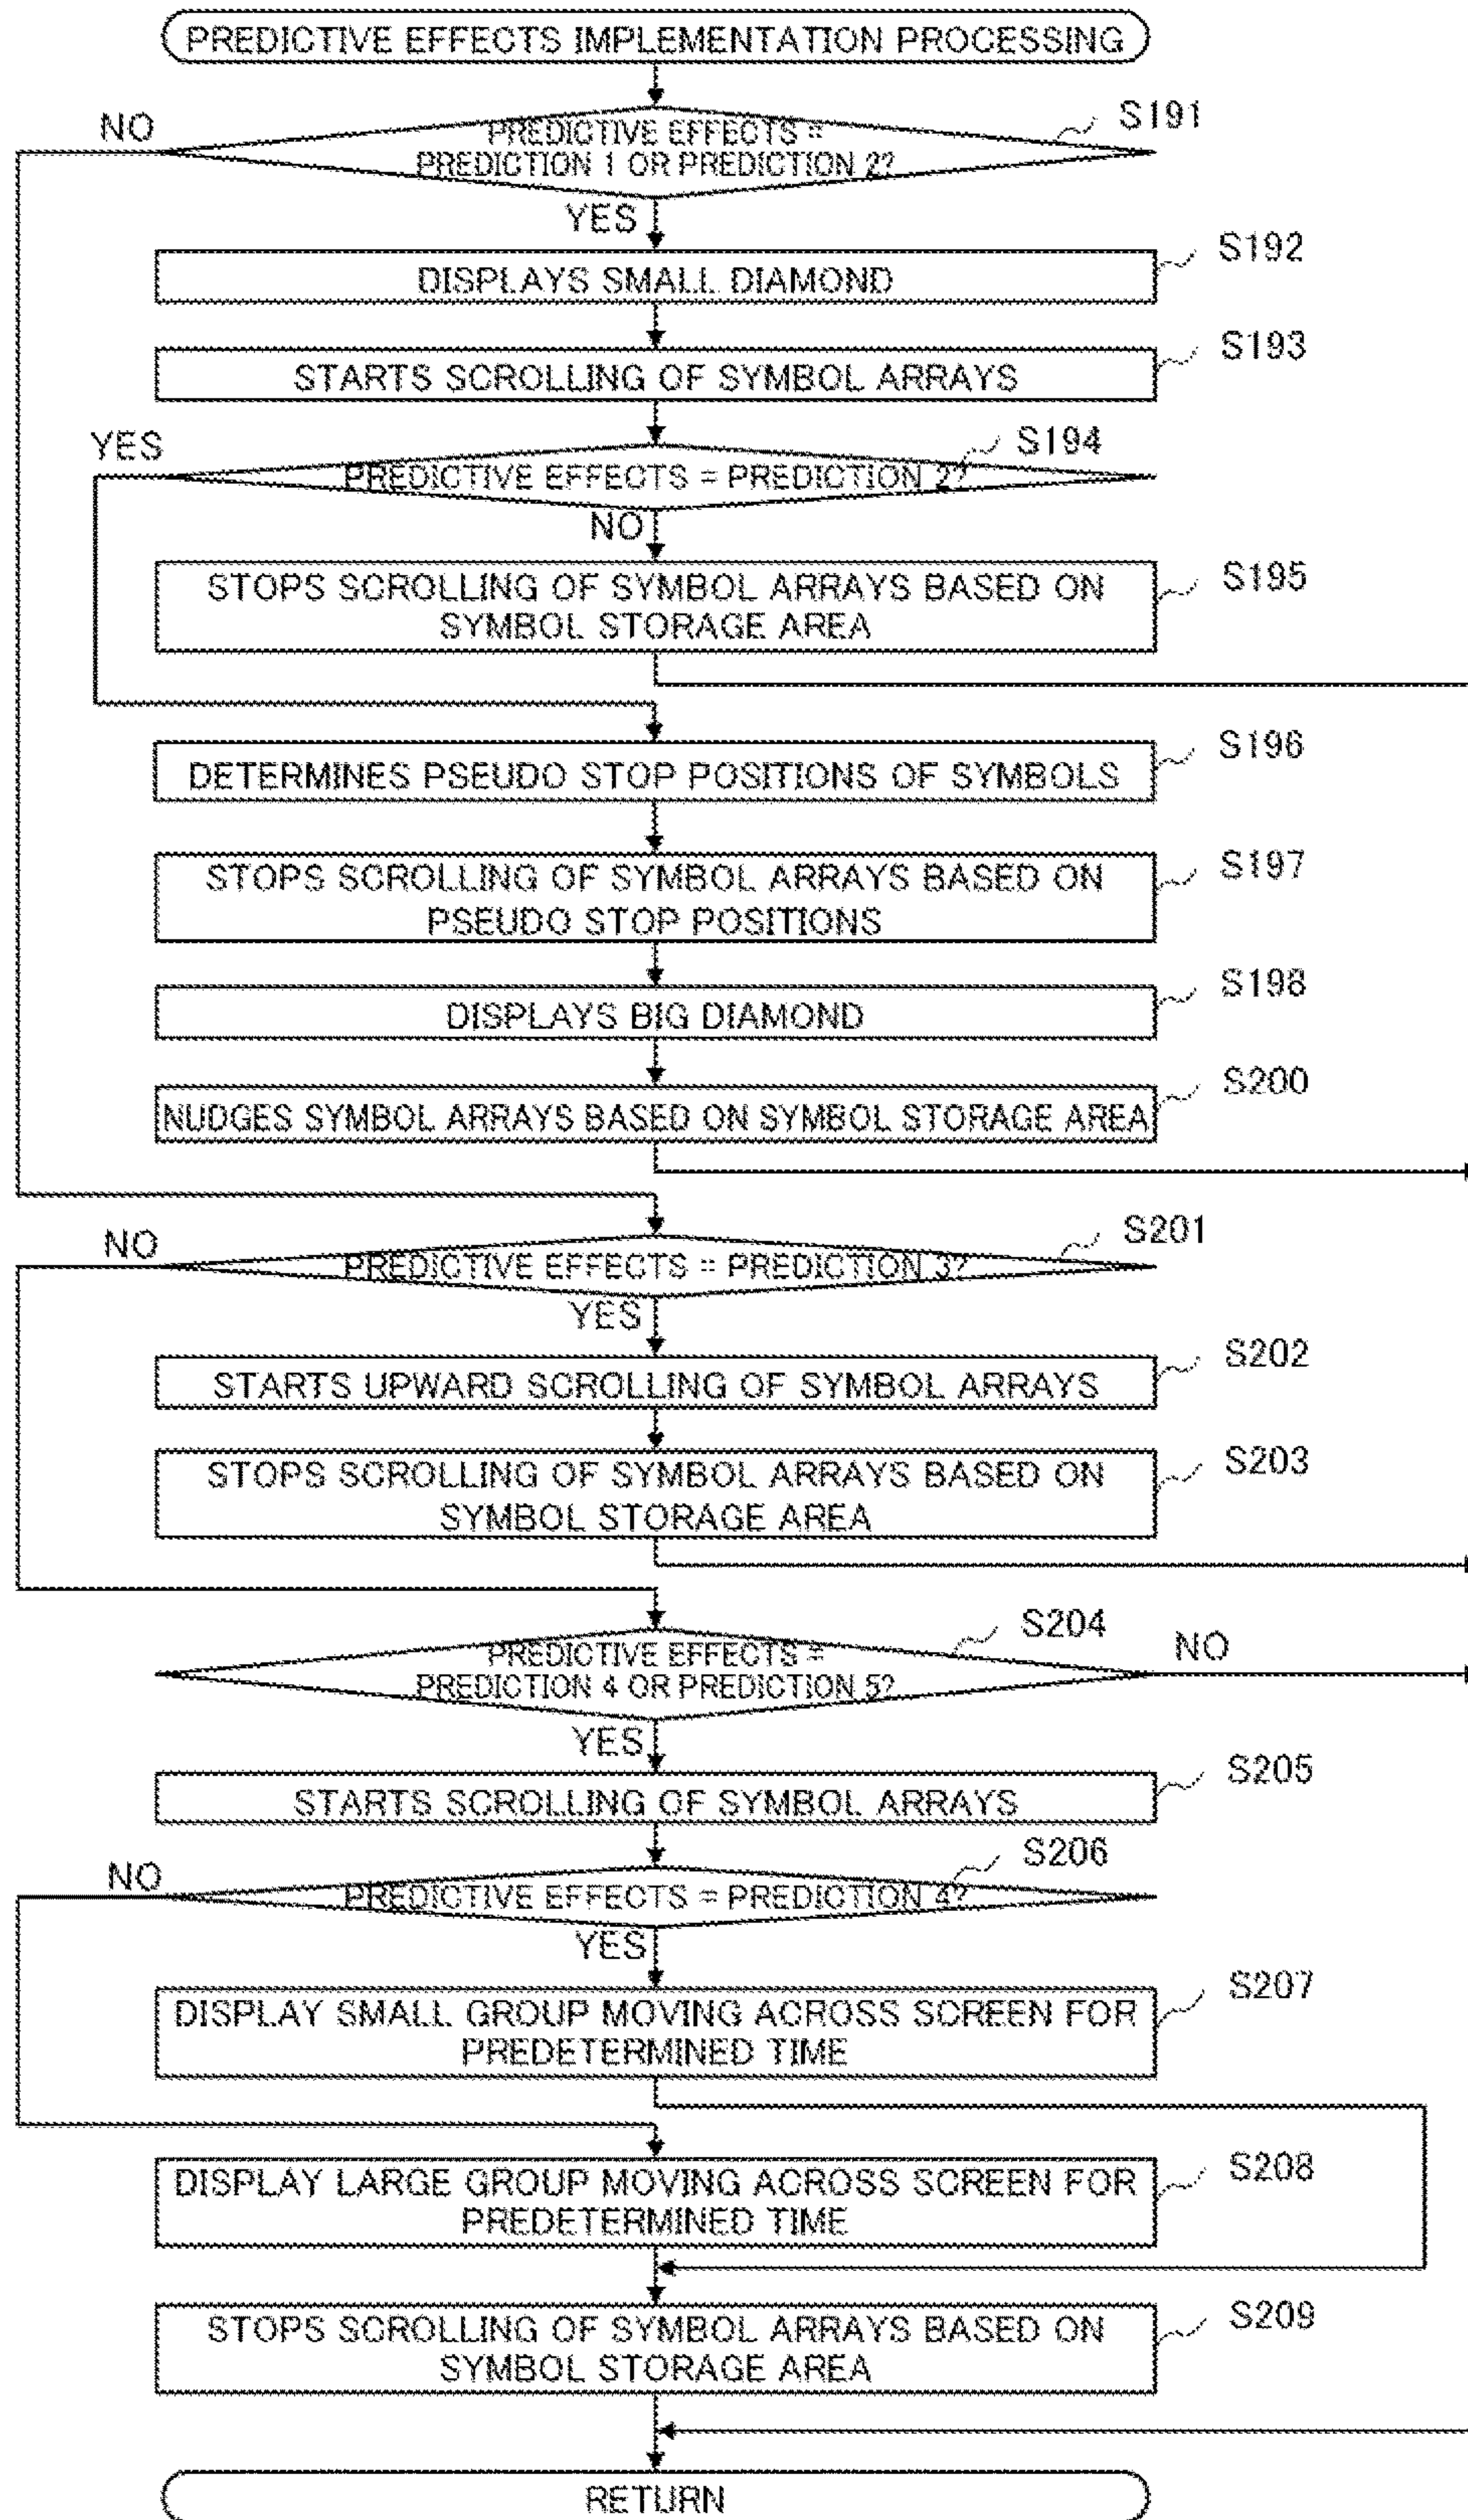 PREDICTIVE EFFECTS IMPLEMENTATION PROCESSING
S191
NO
PREDICTIVE EFFECTS =
PREDICTION 1 OR PREDICTION 2?
YES
S192
DISPLAYS SMALL DIAMOND
S193
STARTS SCROLLING OF SYMBOL ARRAYS
YES
S194
PREDICTIVE EFFECTS = PREDICTION 2?
NO
S195
STOPS SCROLLING OF SYMBOL ARRAYS BASED ON
SYMBOL STORAGE AREA
S196
DETERMINES PSEUDO STOP POSITIONS OF SYMBOLS
S197
STOPS SCROLLING OF SYMBOL ARRAYS BASED ON
PSEUDO STOP POSITIONS
S198
DISPLAYS BIG DIAMOND
S200
NUDGES SYMBOL ARRAYS BASED ON SYMBOL STORAGE AREA
S201
NO
PREDICTIVE EFFECTS = PREDICTION 3?
YES
S202
STARTS UPWARD SCROLLING OF SYMBOL ARRAYS
S203
STOPS SCROLLING OF SYMBOL ARRAYS BASED ON
SYMBOL STORAGE AREA
S204
PREDICTIVE EFFECTS =
PREDICTION 4 OR PREDICTION 5?
NO
YES
S205
STARTS SCROLLING OF SYMBOL ARRAYS
S206
NO
PREDICTIVE EFFECTS = PREDICTION 4?
YES
S207
DISPLAY SMALL GROUP MOVING ACROSS SCREEN FOR
PREDETERMINED TIME
S208
DISPLAY LARGE GROUP MOVING ACROSS SCREEN FOR
PREDETERMINED TIME
S209
STOPS SCROLLING OF SYMBOL ARRAYS BASED ON
SYMBOL STORAGE AREA
RETURN